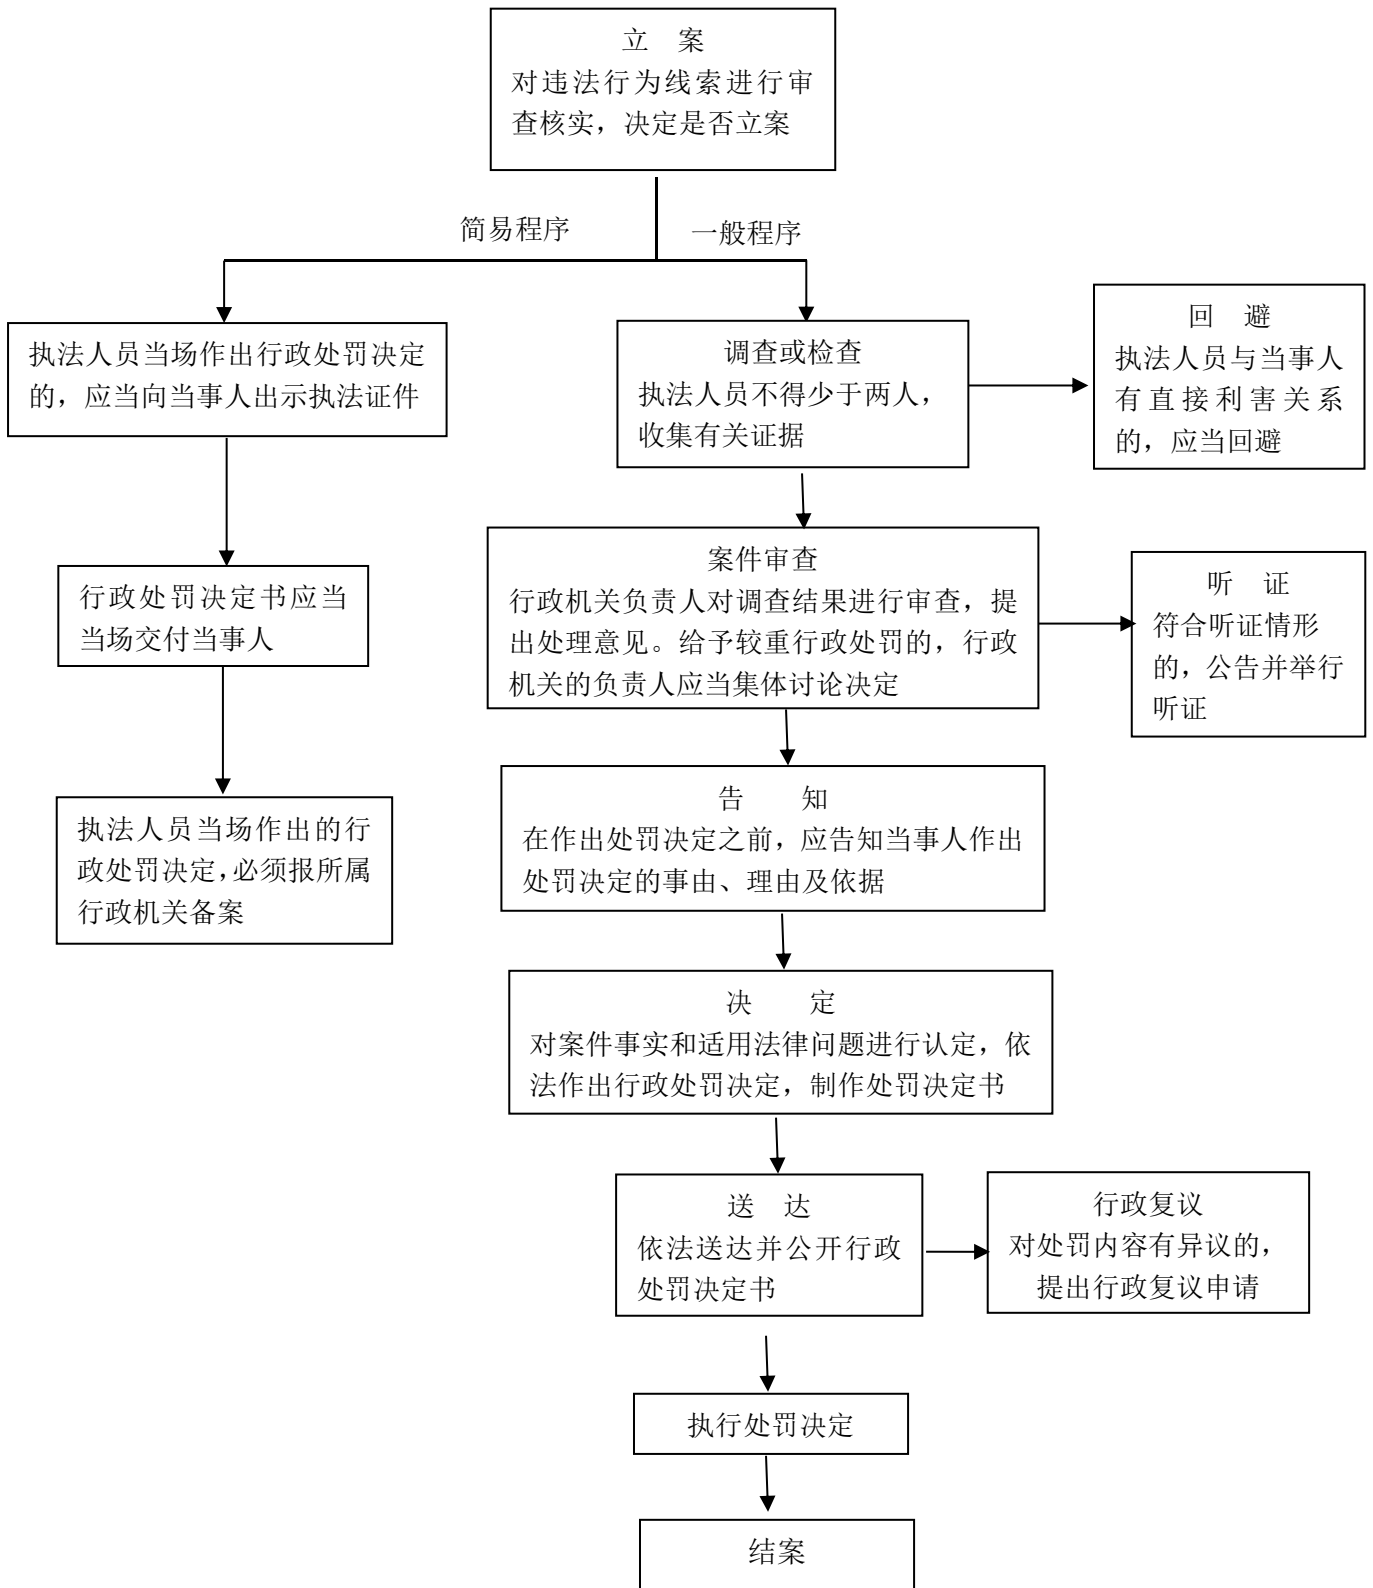 立 案
对违法行为线索进行审
查核实，决定是否立案
简易程序
一般程序
执法人员当场作出行政处罚决定
的，应当向当事人出示执法证件
调查或检查
执法人员不得少于两人，
收集有关证据
回 避
执法人员与当事人
有直接利害关系
的，应当回避
行政处罚决定书应当
当场交付当事人
案件审查
行政机关负责人对调查结果进行审查，提
出处理意见。给予较重行政处罚的，行政
机关的负责人应当集体讨论决定
听 证
符合听证情形
的，公告并举行
听证
执法人员当场作出的行
政处罚决定，必须报所属
行政机关备案
告 知
在作出处罚决定之前，应告知当事人作出
处罚决定的事由、理由及依据
决 定
对案件事实和适用法律问题进行认定，依
法作出行政处罚决定，制作处罚决定书
送 达
依法送达并公开行政
处罚决定书
行政复议
对处罚内容有异议的，
提出行政复议申请
执行处罚决定
结案